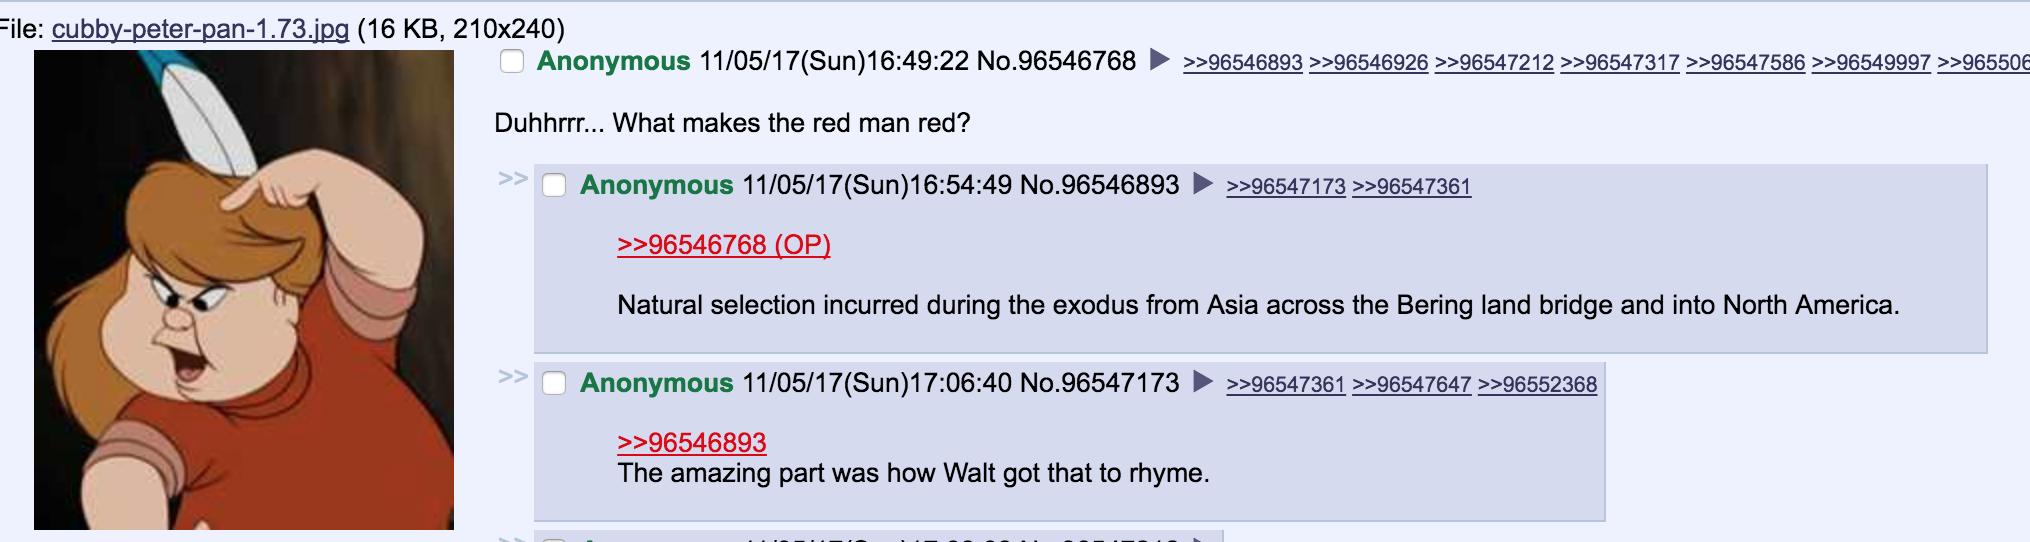 File: cubby-peter-pan-1.73.jpg (16 KB, 210x240)
Anonymous 11/05/17(Sun)16:49:22 No.96546768 ▶ >>96546893 >>96546926 >>96547212 >>96547317 >>96547586 >>96549997 >>965506
Duhhrrr... What makes the red man red?
>> Anonymous 11/05/17(Sun)16:54:49 No.96546893 ▶ >>96547173 >>96547361
>>96546768 (OP)
Natural selection incurred during the exodus from Asia across the Bering land bridge and into North America.
>> Anonymous 11/05/17(Sun)17:06:40 No.96547173 ▶ >>96547361 >>96547647 >>96552368
>>96546893
The amazing part was how Walt got that to rhyme.